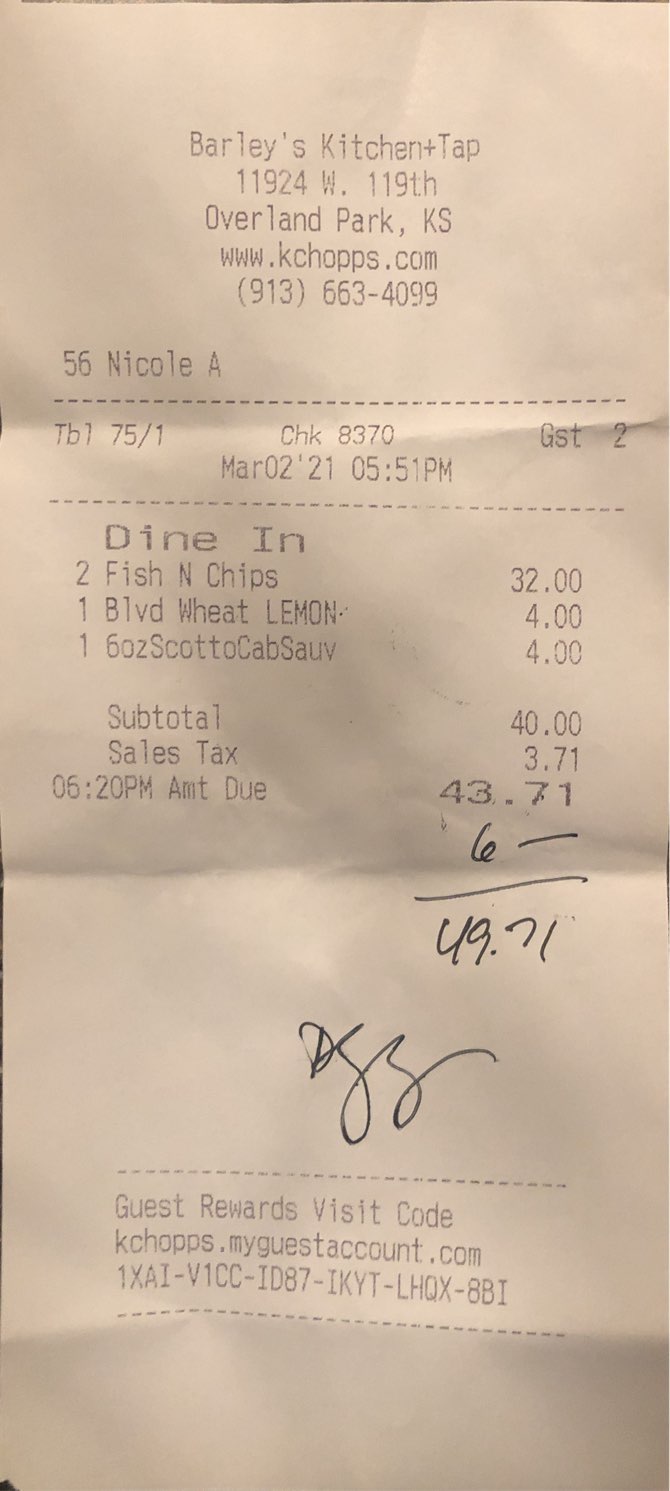 Barley's Kitchen+Tap
11924 W. 119th
Overland Park, KS
www.kchopps.com
(913) 663-4099
56 Nicole A
Tbl 75/1 Chk 8370 Gst 2
Mar02'21 05:51PM
Dine In
2 Fish N Chips 32.00
1 Blvd Wheat LEMON 4.00
1 6ozScottoCabSauv 4.00
Subtotal 40.00
Sales Tax 3.71
06:20PM Amt Due 43.71
6 —
49.71
Guest Rewards Visit Code
kchopps.myguestaccount.com
1XAI-V1CC-ID87-IKYT-LHQX-8BI